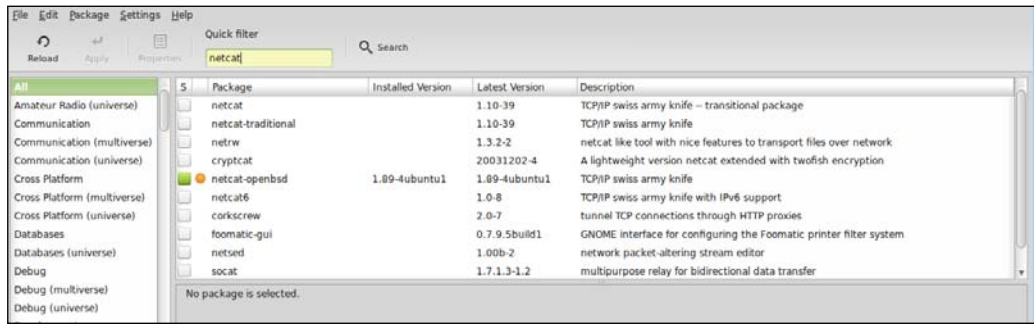 File Edit Package Settings Help
Quick filter
Reload Apply Properties netcat Search
All
Amateur Radio (universe)
Communication
Communication (multiverse)
Communication (universe)
Cross Platform
Cross Platform (multiverse)
Cross Platform (universe)
Databases
Databases (universe)
Debug
Debug (multiverse)
Debug (universe)
S Package Installed Version Latest Version Description
netcat 1.10-39 TCP/IP swiss army knife -- transitional package
netcat-traditional 1.10-39 TCP/IP swiss army knife
netrw 1.3.2-2 netcat like tool with nice features to transport files over network
cryptcat 20031202-4 A lightweight version netcat extended with twofish encryption
netcat-openbsd 1.89-4ubuntu1 1.89-4ubuntu1 TCP/IP swiss army knife
netcat6 1.0-8 TCP/IP swiss army knife with IPv6 support
corkscrew 2.0-7 tunnel TCP connections through HTTP proxies
foomatic-gui 0.7.9.5build1 GNOME interface for configuring the Foomatic printer filter system
netsed 1.00b-2 network packet-altering stream editor
socat 1.7.1.3-1.2 multipurpose relay for bidirectional data transfer
No package is selected.